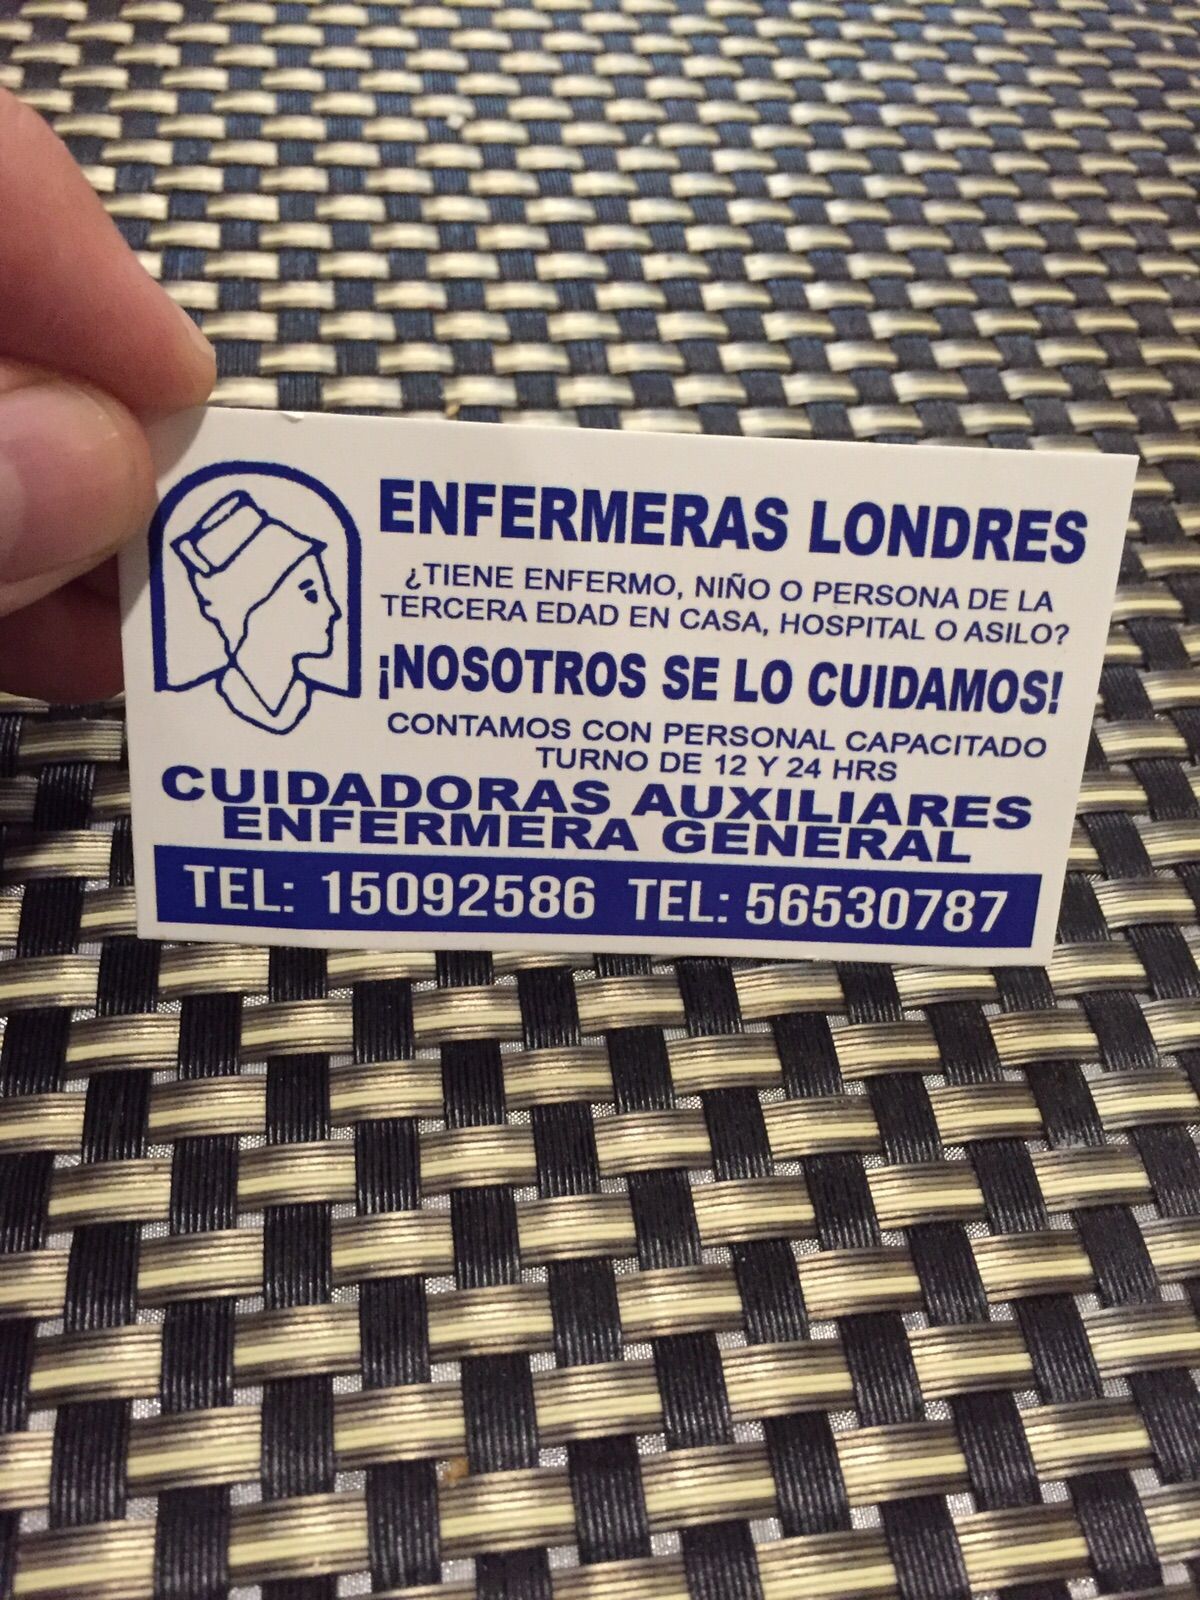 ENFERMERAS LONDRES
¿TIENE ENFERMO, NIÑO O PERSONA DE LA
TERCERA EDAD EN CASA, HOSPITAL O ASILO?
¡NOSOTROS SE LO CUIDAMOS!
CONTAMOS CON PERSONAL CAPACITADO
TURNO DE 12 Y 24 HRS
CUIDADORAS AUXILIARES
ENFERMERA GENERAL
TEL: 15092586 TEL: 56530787